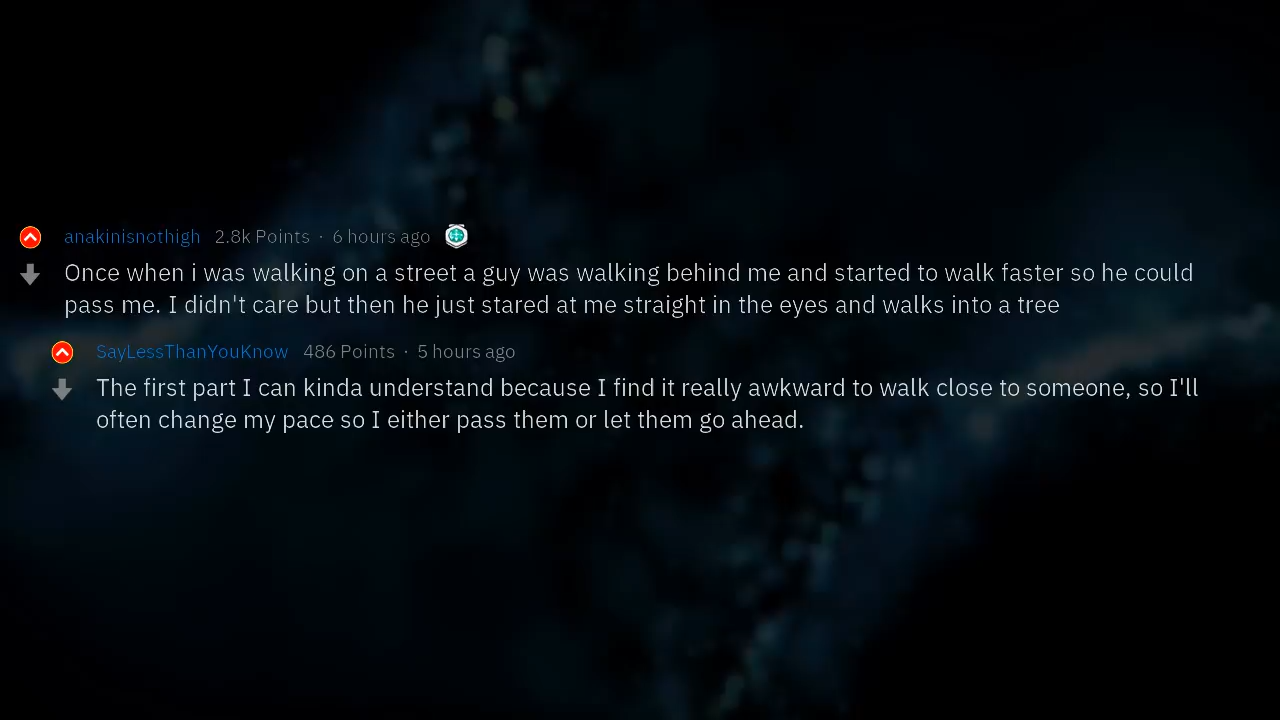 anakinisnothigh 2.8k Points · 6 hours ago
Once when i was walking on a street a guy was walking behind me and started to walk faster so he could
pass me. I didn't care but then he just stared at me straight in the eyes and walks into a tree
SayLessThanYouKnow 486 Points · 5 hours ago
The first part I can kinda understand because I find it really awkward to walk close to someone, so I'll
often change my pace so I either pass them or let them go ahead.